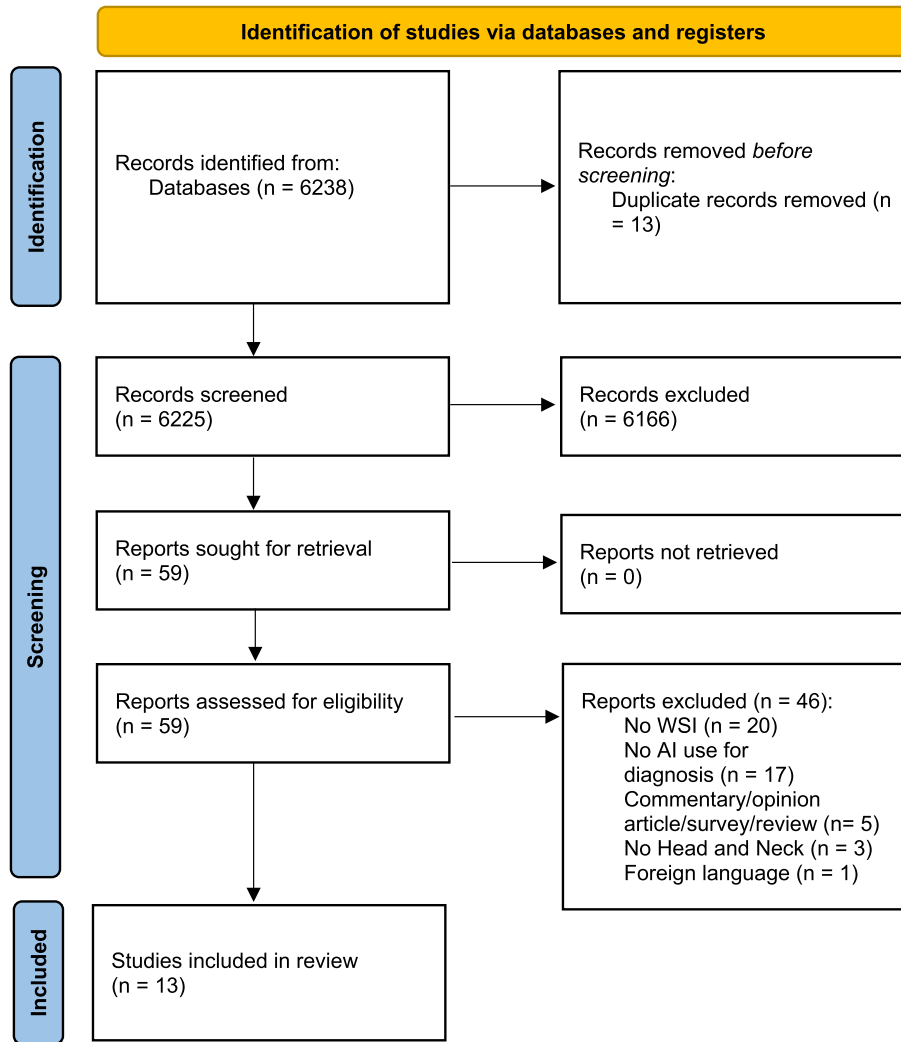 Identification of studies via databases and registers
Identification
Records identified from:
Databases (n = 6238)
Records removed before
screening:
Duplicate records removed (n
= 13)
Screening
Records screened
(n = 6225)
Records excluded
(n = 6166)
Reports sought for retrieval
(n = 59)
Reports not retrieved
(n = 0)
Reports assessed for eligibility
(n = 59)
Reports excluded (n = 46):
No WSI (n = 20)
No AI use for
diagnosis (n = 17)
Commentary/opinion
article/survey/review (n= 5)
No Head and Neck (n = 3)
Foreign language (n = 1)
Included
Studies included in review
(n = 13)